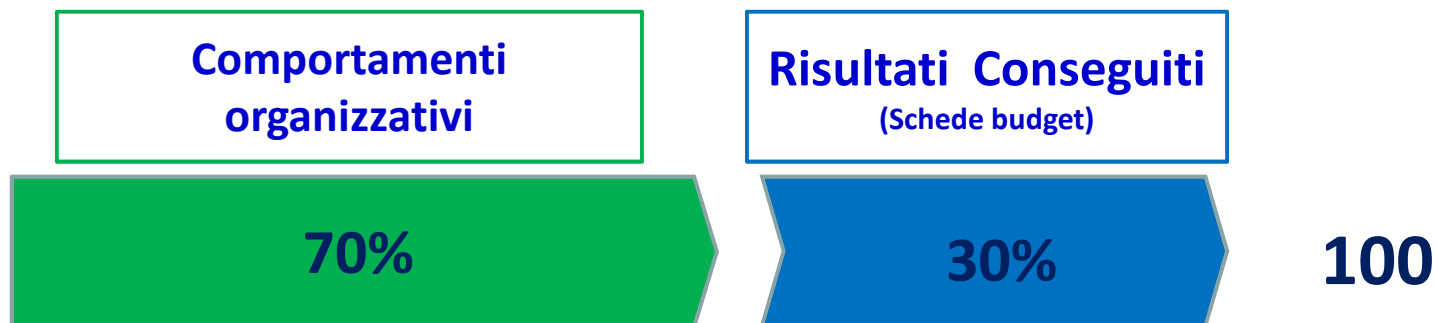 Comportamenti
organizzativi
Risultati Conseguiti
(Schede budget)
70%
30%
100